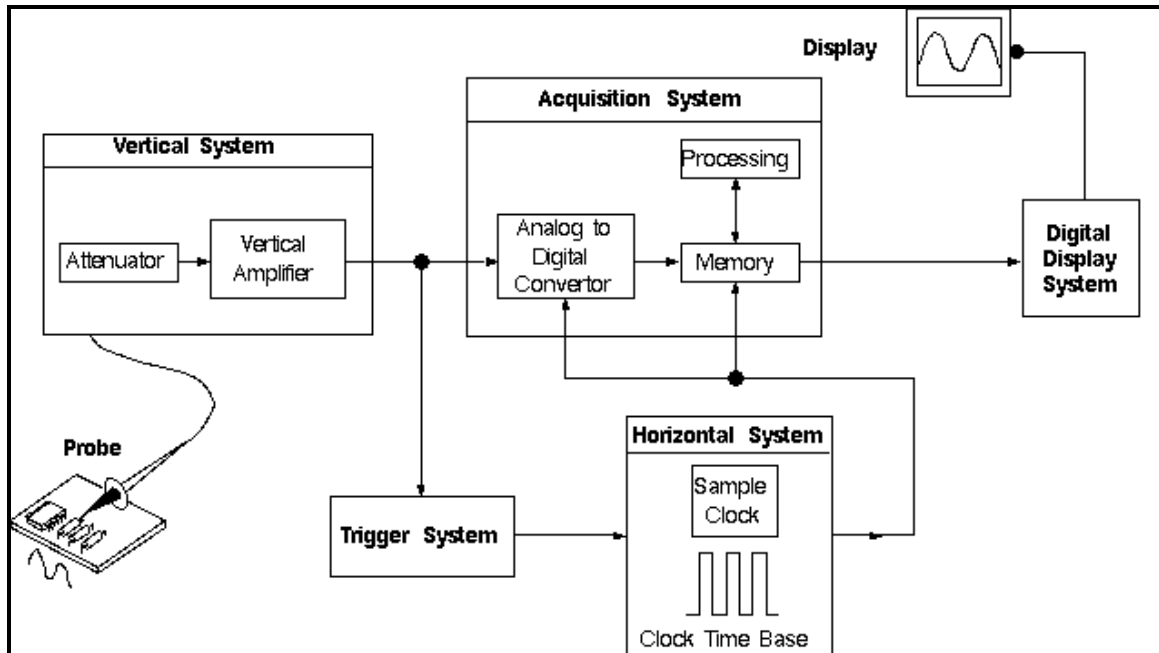 Display
Acquisition System
Vertical System
Processing
Attenuator
Vertical
Amplifier
Analog to
Digital
Convertor
Memory
Digital
Display
System
Probe
Horizontal System
Sample
Clock
Trigger System
Clock Time Base